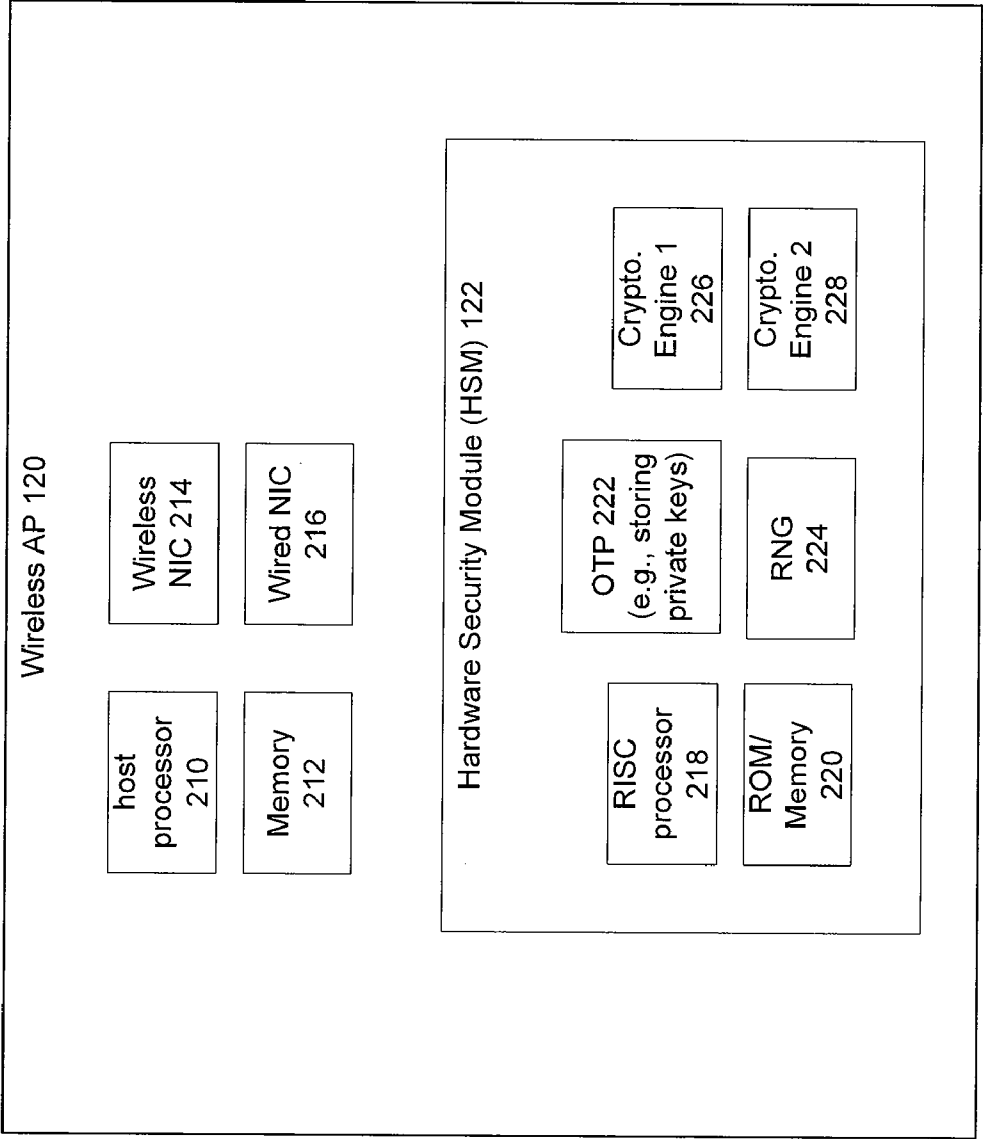 Wireless AP 120
host
processor
210
Wireless
NIC 214
Memory
212
Wired NIC
216
Hardware Security Module (HSM) 122
RISC
processor
218
OTP 222
(e.g., storing
private keys)
Crypto.
Engine 1
226
ROM/
Memory
220
RNG
224
Crypto.
Engine 2
228